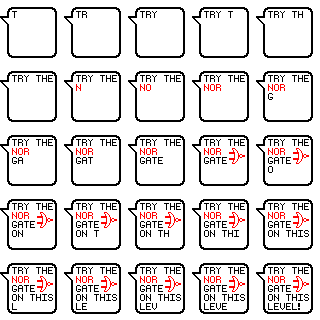 T
TR
TRY
TRY T
TRY TH
TRY THE
TRY THE
N
TRY THE
NO
TRY THE
NOR
TRY THE
NOR
G
TRY THE
NOR
GA
TRY THE
NOR
GAT
TRY THE
NOR
GATE
TRY THE
NOR
GATE
TRY THE
NOR
GATE
O
TRY THE
NOR
GATE
ON
TRY THE
NOR
GATE
ON T
TRY THE
NOR
GATE
ON TH
TRY THE
NOR
GATE
ON THI
TRY THE
NOR
GATE
ON THIS
TRY THE
NOR
GATE
ON THIS
L
TRY THE
NOR
GATE
ON THIS
LE
TRY THE
NOR
GATE
ON THIS
LEV
TRY THE
NOR
GATE
ON THIS
LEVE
TRY THE
NOR
GATE
ON THIS
LEVEL!